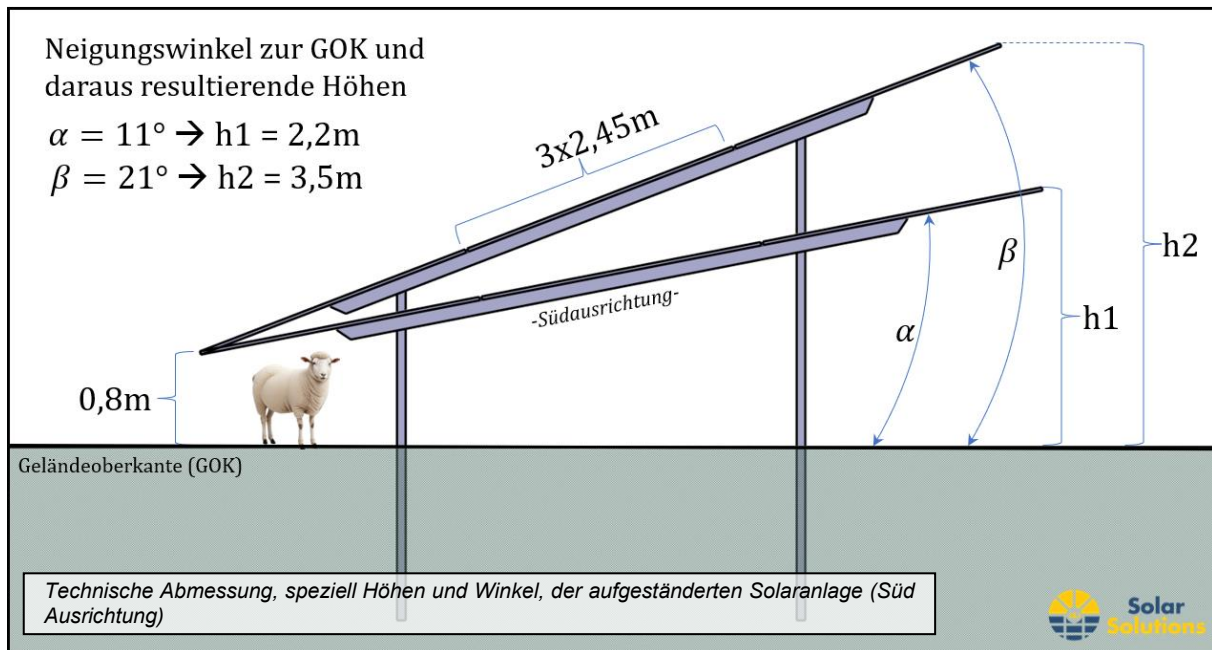 Neigungswinkel zur GOK und
daraus resultierende Höhen
α = 11° → h1 = 2,2m
β = 21° → h2 = 3,5m
3x2,45m
-Südausrichtung-
0,8m
α
β
h1
h2
Geländeoberkante (GOK)
Technische Abmessung, speziell Höhen und Winkel, der aufgeständerten Solaranlage (Süd
Ausrichtung)
Solar
Solutions